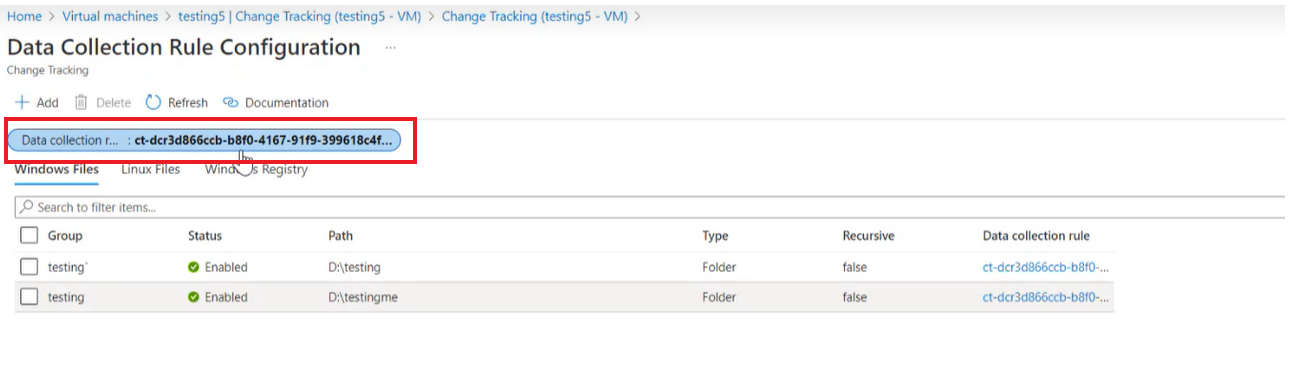 Home > Virtual machines > testing5 | Change Tracking (testing5 - VM) > Change Tracking (testing5 - VM) >
Data Collection Rule Configuration ...
Change Tracking
Add Delete Refresh Documentation
Data collection r... : ct-dcr3d866ccb-b8f0-4167-91f9-399618c4f...
Windows Files Linux Files Windows Registry
Search to filter items...
Group Status Path Type Recursive Data collection rule
testing` Enabled D:\testing Folder false ct-dcr3d866ccb-b8f0-...
testing Enabled D:\testingme Folder false ct-dcr3d866ccb-b8f0-...